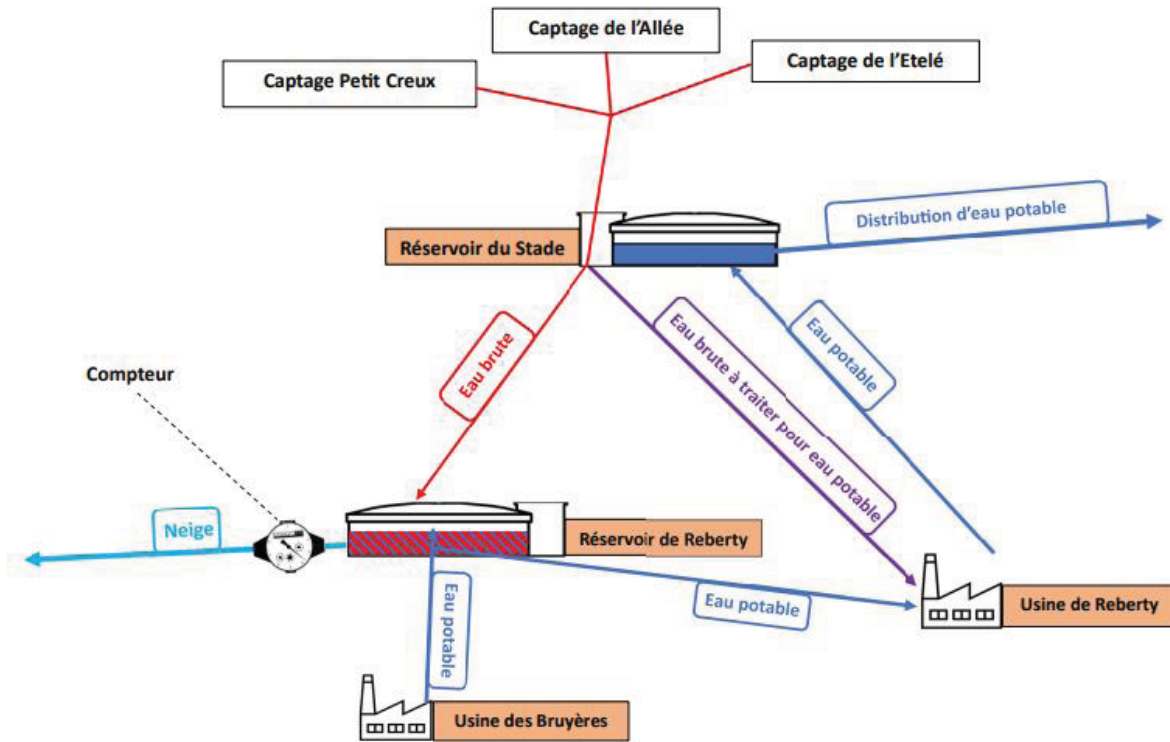 Captage de l'Allée
Captage Petit Creux
Captage de l'Etelé
Distribution d'eau potable
Réservoir du Stade
Eau brute
Eau brute à traiter pour eau potable
Eau potable
Compteur
Neige
Réservoir de Reberty
Eau potable
Eau potable
Usine de Reberty
Usine des Bruyères